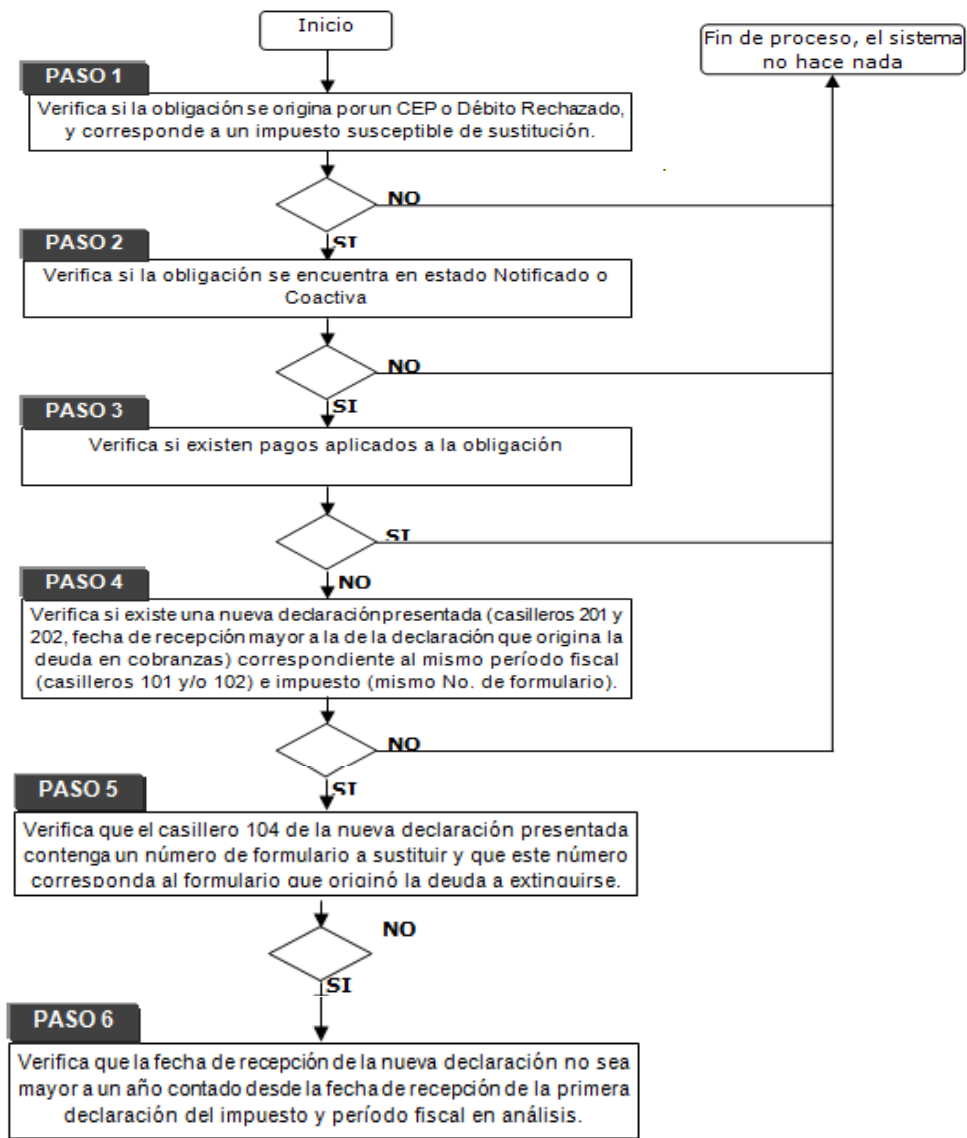 Inicio
Fin de proceso, el sistema
no hace nada
PASO 1
Verifica si la obligación se origina por un CEP o Débito Rechazado,
y corresponde a un impuesto susceptible de sustitución.
NO
SI
PASO 2
Verifica si la obligación se encuentra en estado Notificado o
Coactiva
NO
SI
PASO 3
Verifica si existen pagos aplicados a la obligación
SI
NO
PASO 4
Verifica si existe una nueva declaración presentada (casilleros 201 y
202, fecha de recepción mayor a la de la declaración que origina la
deuda en cobranzas) correspondiente al mismo período fiscal
(casilleros 101 y/o 102) e impuesto (mismo No. de formulario).
NO
SI
PASO 5
Verifica que el casillero 104 de la nueva declaración presentada
contenga un número de formulario a sustituir y que este número
corresponda al formulario que originó la deuda a extinguirse.
NO
SI
PASO 6
Verifica que la fecha de recepción de la nueva declaración no sea
mayor a un año contado desde la fecha de recepción de la primera
declaración del impuesto y período fiscal en análisis.